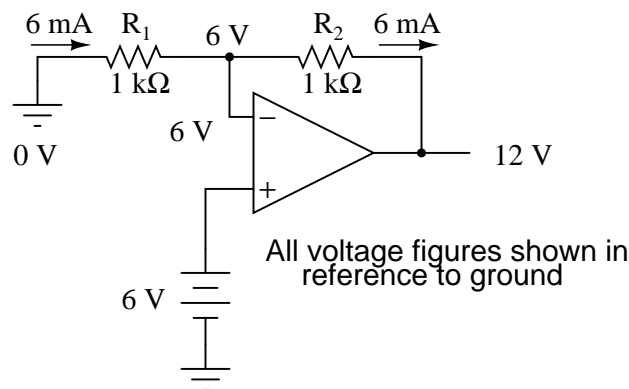 6 mA R₁ 6 V R₂ 6 mA
1 kΩ 1 kΩ
6 V −
0 V 12 V
+
All voltage figures shown in
reference to ground
6 V